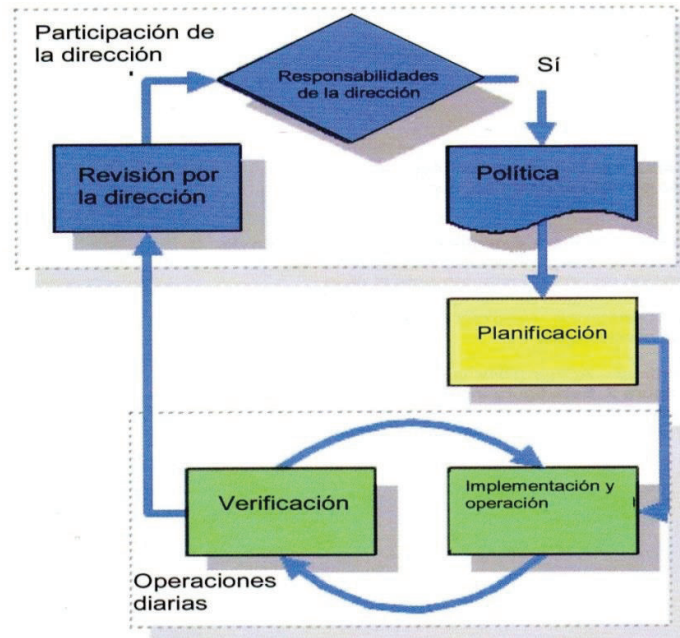 Participación de
la dirección
Responsabilidades
de la dirección
Sí
Revisión por
la dirección
Política
Planificación
Verificación
Implementación y
operación
Operaciones
diarias